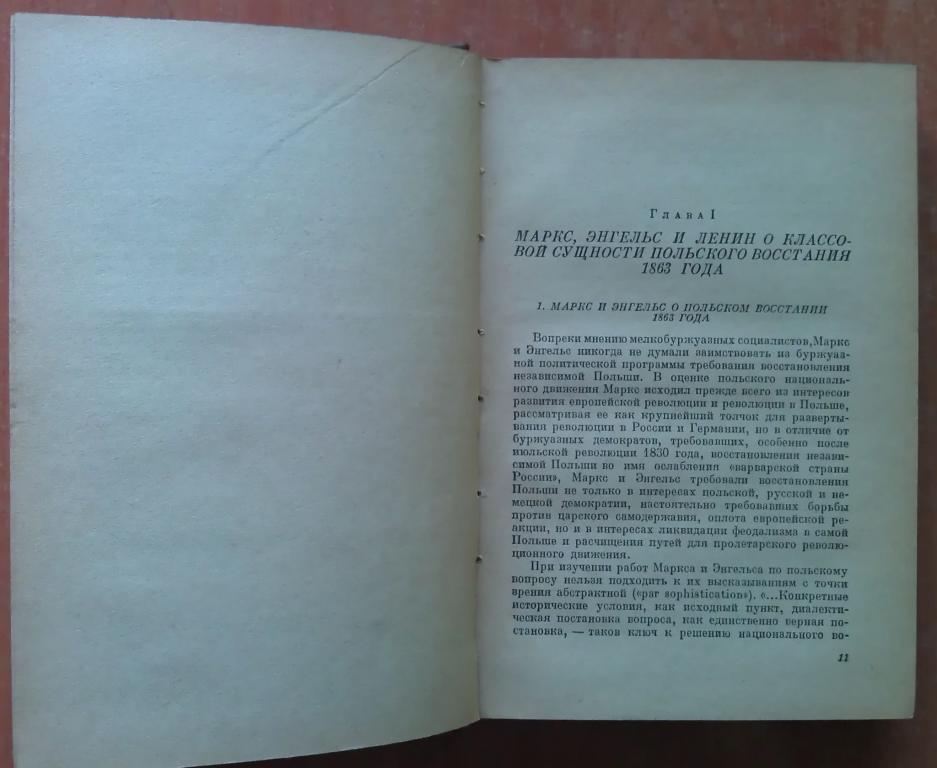 Глава I
МАРКС, ЭНГЕЛЬС И ЛЕНИН О КЛАССО-
ВОЙ СУЩНОСТИ ПОЛЬСКОГО ВОССТАНИЯ
1863 ГОДА
1. МАРКС И ЭНГЕЛЬС О ПОЛЬСКОМ ВОССТАНИИ
1863 ГОДА
Вопреки мнению мелкобуржуазных социалистов, Маркс
и Энгельс никогда не думали заимствовать из буржуаз-
ной политической программы требования восстановления
независимой Польши. В оценке польского националь-
ного движения Маркс исходил прежде всего из интересов
развития европейской революции и революции в Польше,
рассматривая ее как крупнейший толчок для разверты-
вания революции в России и Германии, но в отличие от
буржуазных демократов, требовавших, особенно после
июльской революции 1830 года, восстановления незави-
симой Польши во имя ослабления «варварской страны
России», Маркс и Энгельс требовали восстановления
Польши не только в интересах польской, русской и не-
мецкой демократии, настоятельно требовавших борьбы
против царского самодержавия, оплота европейской ре-
акции, но и в интересах ликвидации феодализма в самой
Польше и расчищения путей для пролетарского револю-
ционного движения.
При изучении работ Маркса и Энгельса по польскому
вопросу нельзя подходить к их высказываниям с точки
зрения абстрактной («par sophistication»). «...Конкретные
исторические условия, как исходный пункт, диалекти-
ческая постановка вопроса, как единственно верная по-
становка, — таков ключ к решению национального во-
11